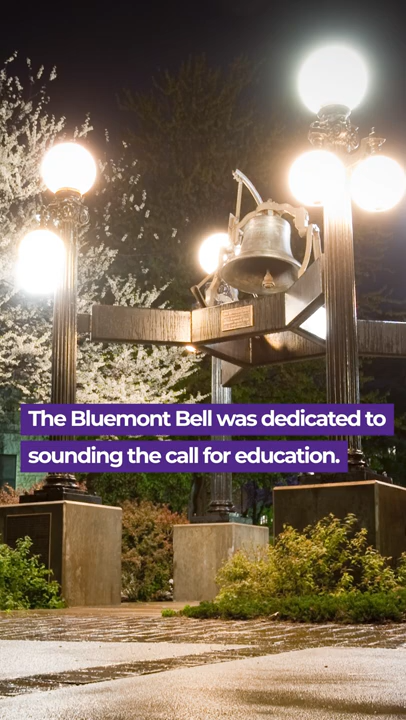 The Bluemont Bell was dedicated to
sounding the call for education.